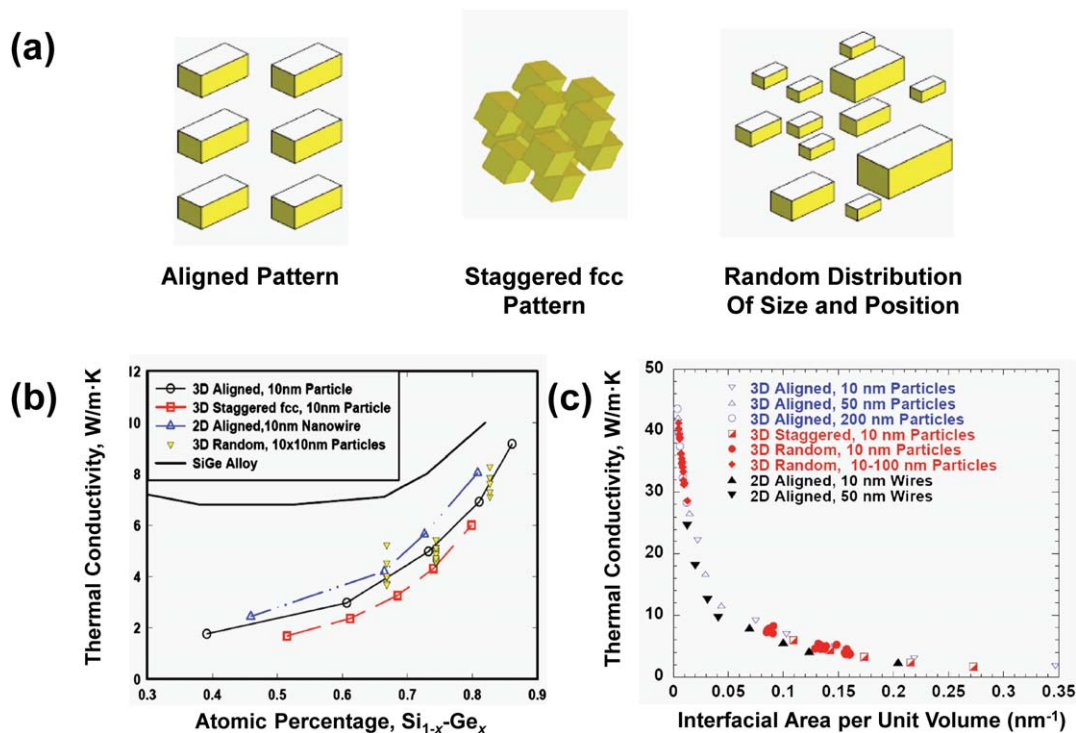 (a)
Aligned Pattern
Staggered fcc
Pattern
Random Distribution
Of Size and Position
(b)
Thermal Conductivity, W/m·K
12
10
8
6
4
2
0
3D Aligned, 10nm Particle
3D Staggered fcc, 10nm Particle
2D Aligned,10nm Nanowire
3D Random, 10x10nm Particles
SiGe Alloy
0.3 0.4 0.5 0.6 0.7 0.8 0.9
Atomic Percentage, Si1-x-Gex
(c)
Thermal Conductivity, W/m·K
50
40
30
20
10
0
3D Aligned, 10 nm Particles
3D Aligned, 50 nm Particles
3D Aligned, 200 nm Particles
3D Staggered, 10 nm Particles
3D Random, 10 nm Particles
3D Random, 10-100 nm Particles
2D Aligned, 10 nm Wires
2D Aligned, 50 nm Wires
0 0.05 0.1 0.15 0.2 0.25 0.3 0.35
Interfacial Area per Unit Volume (nm-1)